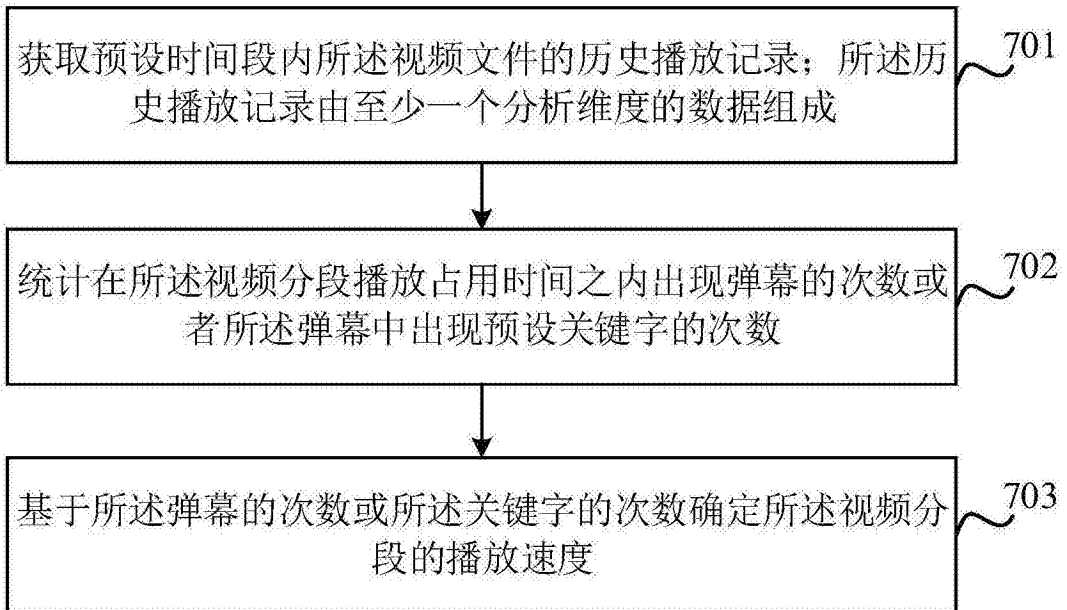 获取预设时间段内所述视频文件的历史播放记录；所述历
史播放记录由至少一个分析维度的数据组成
701
统计在所述视频分段播放占用时间之内出现弹幕的次数或
者所述弹幕中出现预设关键字的次数
702
基于所述弹幕的次数或所述关键字的次数确定所述视频分
段的播放速度
703